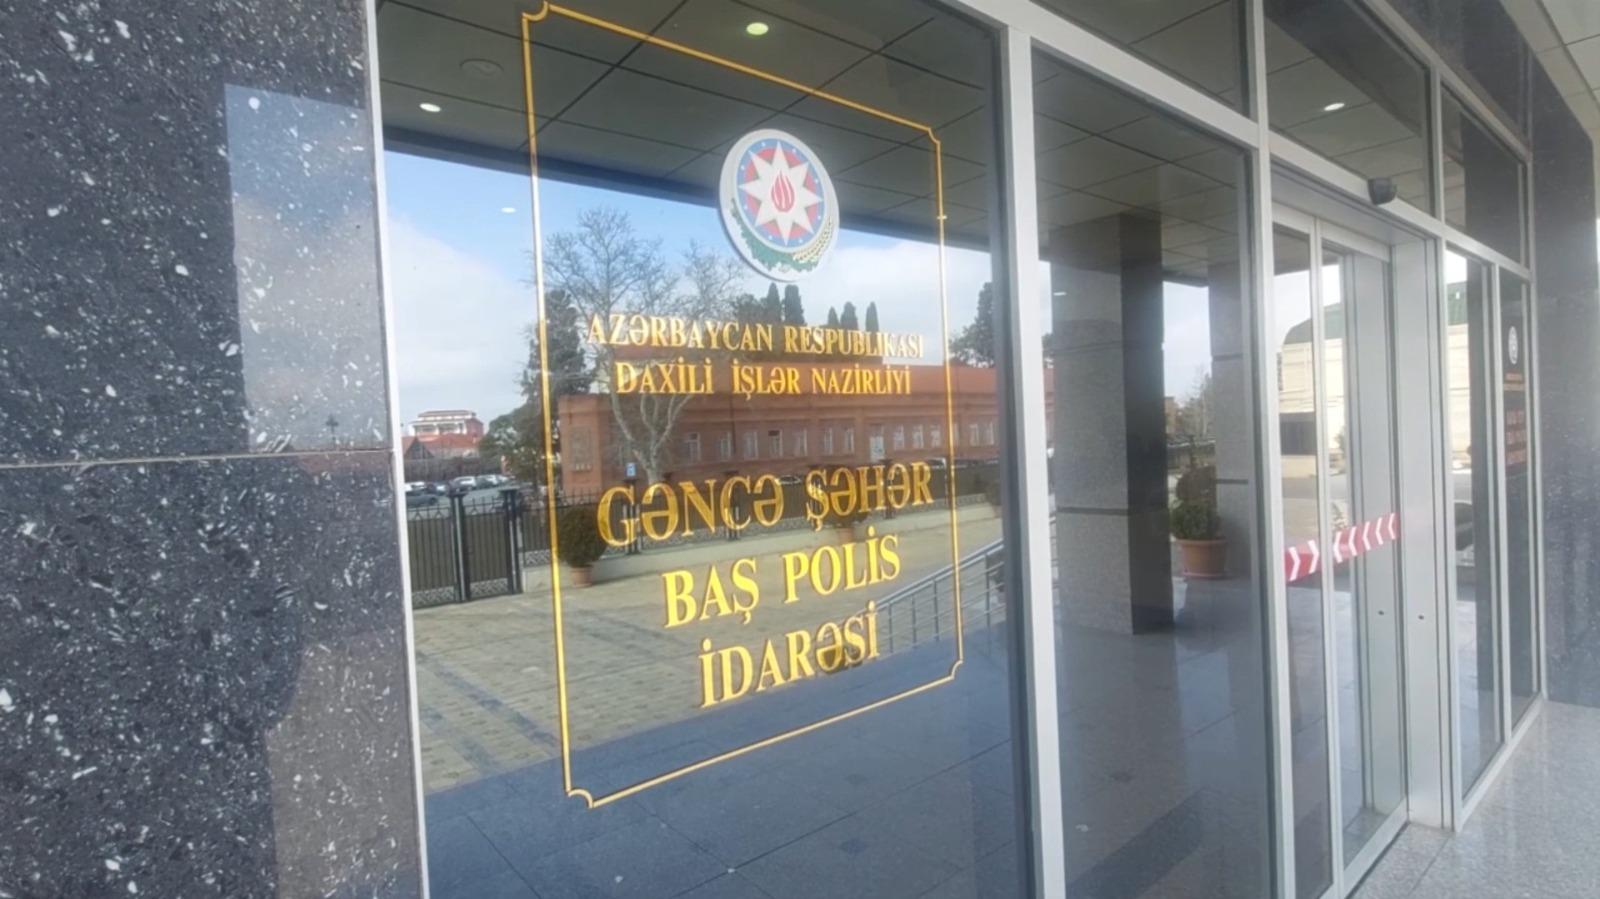 AZƏRBAYCAN RESPUBLİKASI
DAXİLİ İŞLƏR NAZİRLİYİ
GƏNCƏ ŞƏHƏR
BAŞ POLİS
İDARƏSİ